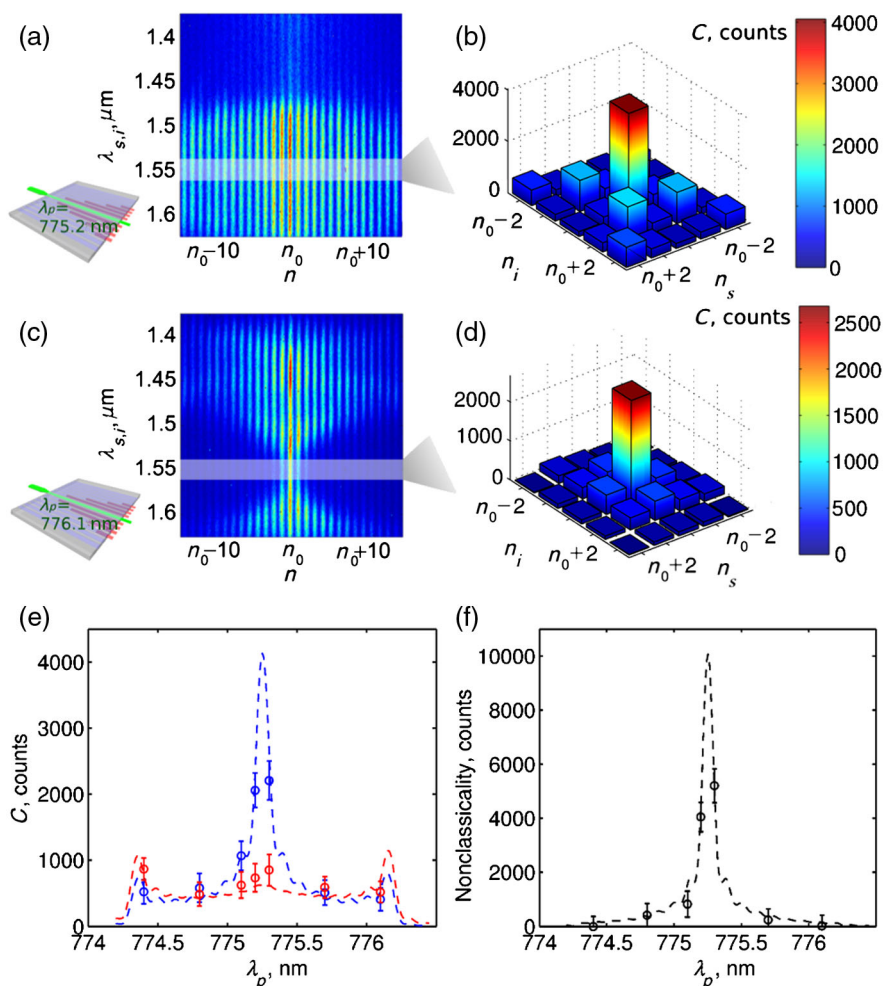 (a)
1.4
1.45
1.5
1.55
1.6
λs,i, μm
λp=
775.2 nm
n0−10
n0
n0+10
n
(b)
C, counts
4000
2000
0
n0−2
ni
n0+2
n0+2
ns
n0−2
4000
3500
3000
2500
2000
1500
1000
500
0
(c)
1.4
1.45
1.5
1.55
1.6
λs,i, μm
λp=
776.1 nm
n0−10
n0
n0+10
n
(d)
C, counts
2000
1000
0
n0−2
ni
n0+2
n0+2
ns
n0−2
2500
2000
1500
1000
500
0
(e)
C, counts
4000
3000
2000
1000
0
774
774.5
775
775.5
776
λp, nm
(f)
Nonclassicality, counts
10000
8000
6000
4000
2000
0
774
774.5
775
775.5
776
λp, nm